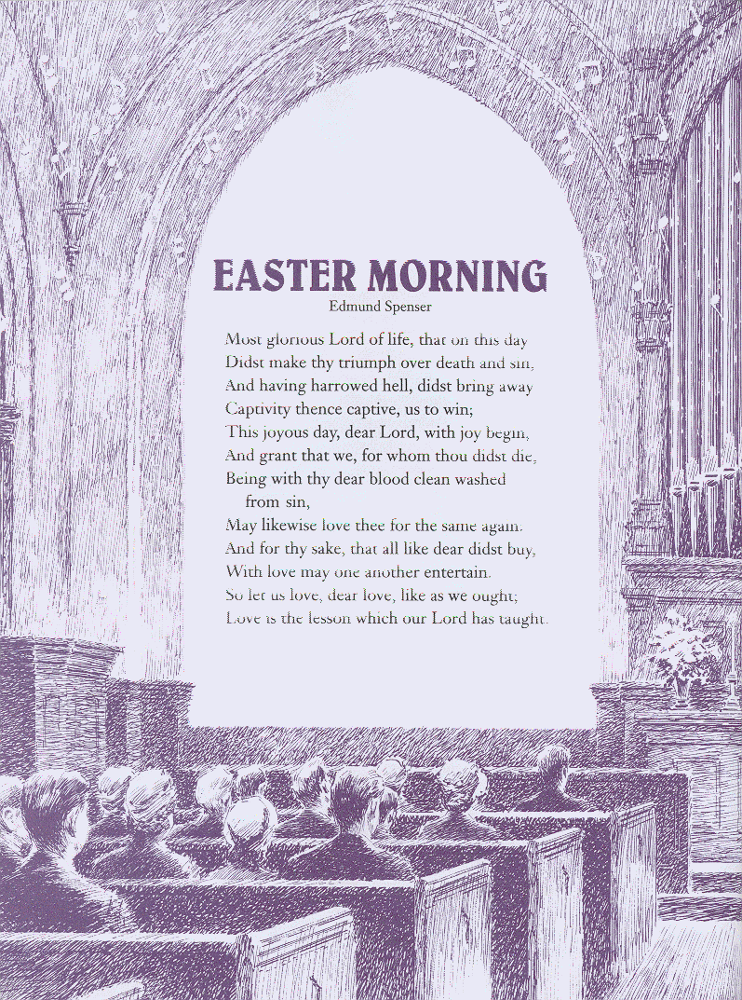 EASTER MORNING
Edmund Spenser
Most glorious Lord of life, that on this day
Didst make thy triumph over death and sin,
And having harrowed hell, didst bring away
Captivity thence captive, us to win;
This joyous day, dear Lord, with joy begin,
And grant that we, for whom thou didst die,
Being with thy dear blood clean washed
from sin,
May likewise love thee for the same again.
And for thy sake, that all like dear didst buy,
With love may one another entertain.
So let us love, dear love, like as we ought;
Love is the lesson which our Lord has taught.